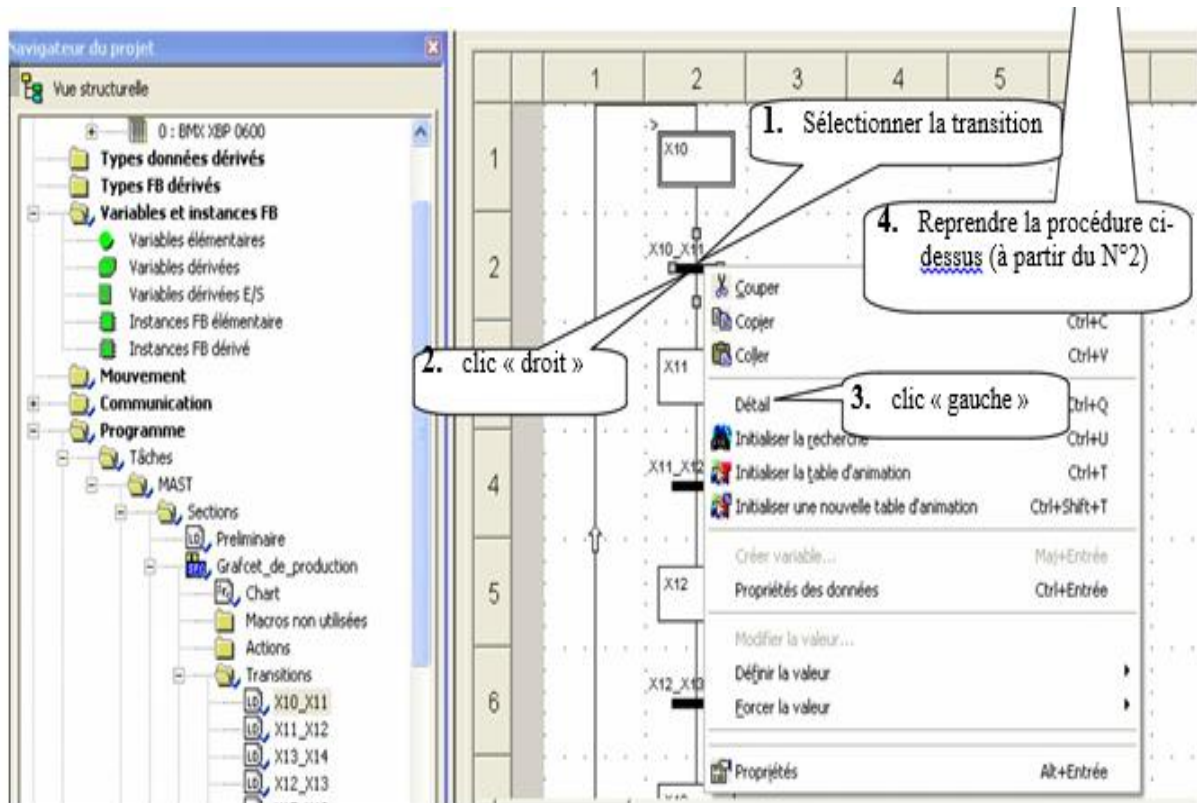 Navigateur du projet
Vue structurelle
0 : BMX XBP 0600
Types données dérivés
Types FB dérivés
Variables et instances FB
Variables élémentaires
Variables dérivées
Variables dérivées E/S
Instances FB élémentaire
Instances FB dérivé
Mouvement
Communication
Programme
Tâches
MAST
Sections
Preliminaire
Grafcet_de_production
Chart
Macros non utilisées
Actions
Transitions
X10_X11
X11_X12
X13_X14
X12_X13
1 2 3 4 5
1
2
4
5
6
X10
X10_X11
X11
X11_X12
X12
X12_X13
1. Sélectionner la transition
4. Reprendre la procédure ci-
dessus (à partir du N°2)
2. clic « droit »
3. clic « gauche »
Couper
Copier Ctrl+C
Coller Ctrl+V
Détail Ctrl+Q
Initialiser la recherche Ctrl+U
Initialiser la table d'animation Ctrl+T
Initialiser une nouvelle table d'animation Ctrl+Shift+T
Créer variable... Maj+Entrée
Propriétés des données Ctrl+Entrée
Modifier la valeur...
Définir la valeur
Forcer la valeur
Propriétés Alt+Entrée